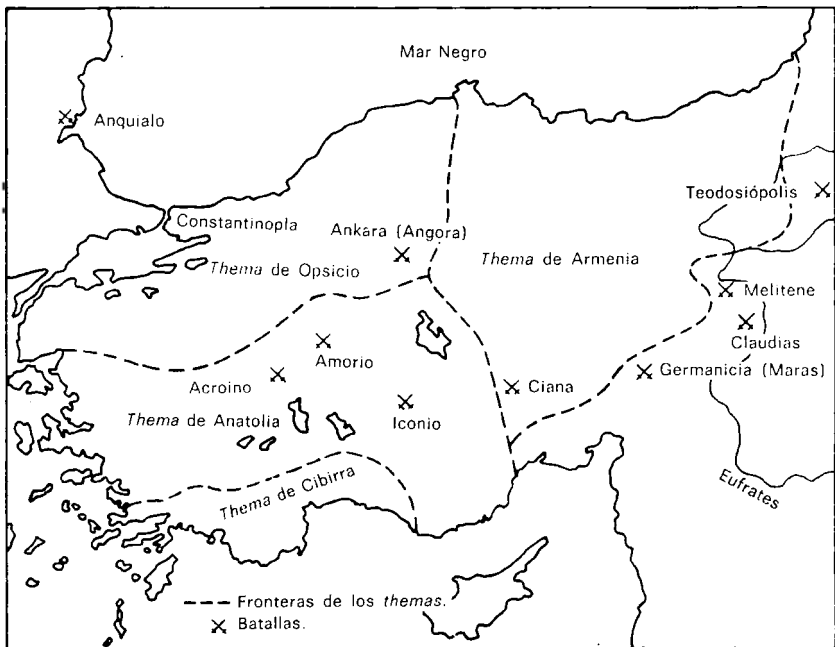 Mar Negro
Anquialo
Teodosiópolis
Constantinopla
Ankara (Angora)
Thema de Opsicio
Thema de Armenia
Melitene
Claudias
Amorio
Acroino
Ciana
Germanicia (Maras)
Thema de Anatolia
Iconio
Thema de Cibirra
Eufrates
Fronteras de los themas.
Batallas.